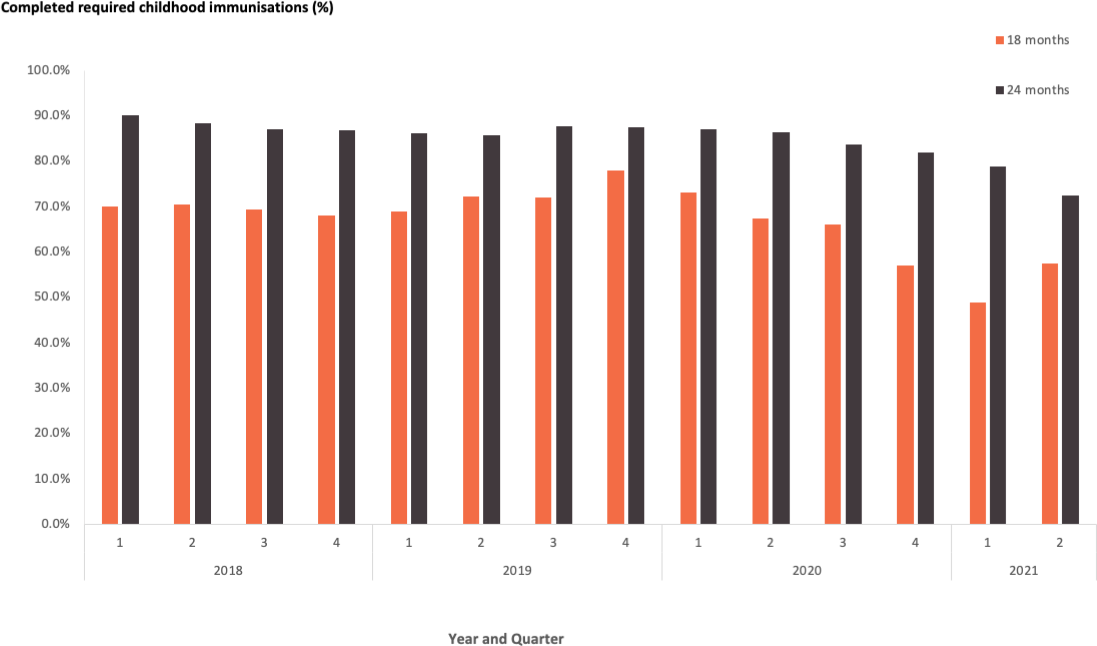 Completed required childhood immunisations (%)
18 months
24 months
100.0%
90.0%
80.0%
70.0%
60.0%
50.0%
40.0%
30.0%
20.0%
10.0%
0.0%
1 2 3 4 1 2 3 4 1 2 3 4 1 2
2018 2019 2020 2021
Year and Quarter